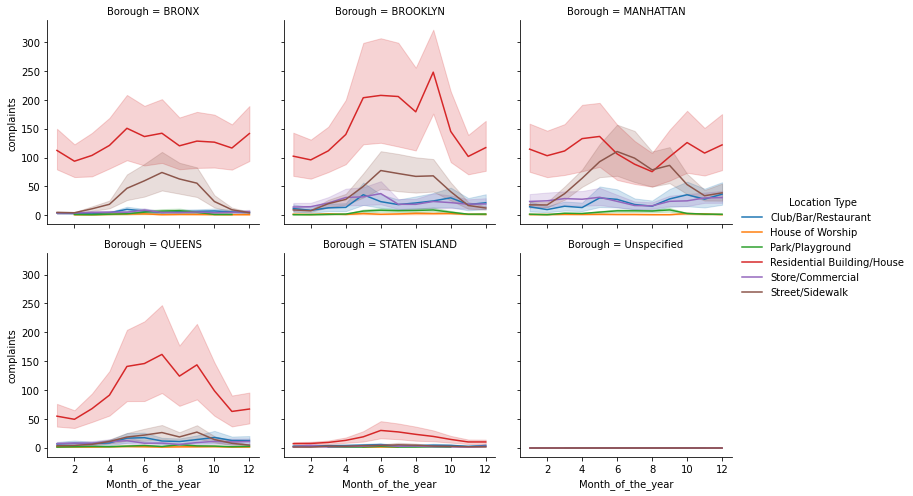 Borough = BRONX
Borough = BROOKLYN
Borough = MANHATTAN
complaints
300
250
200
150
100
50
0
Location Type
Club/Bar/Restaurant
House of Worship
Park/Playground
Residential Building/House
Store/Commercial
Street/Sidewalk
Borough = QUEENS
Borough = STATEN ISLAND
Borough = Unspecified
complaints
300
250
200
150
100
50
0
2 4 6 8 10 12
2 4 6 8 10 12
2 4 6 8 10 12
Month_of_the_year
Month_of_the_year
Month_of_the_year